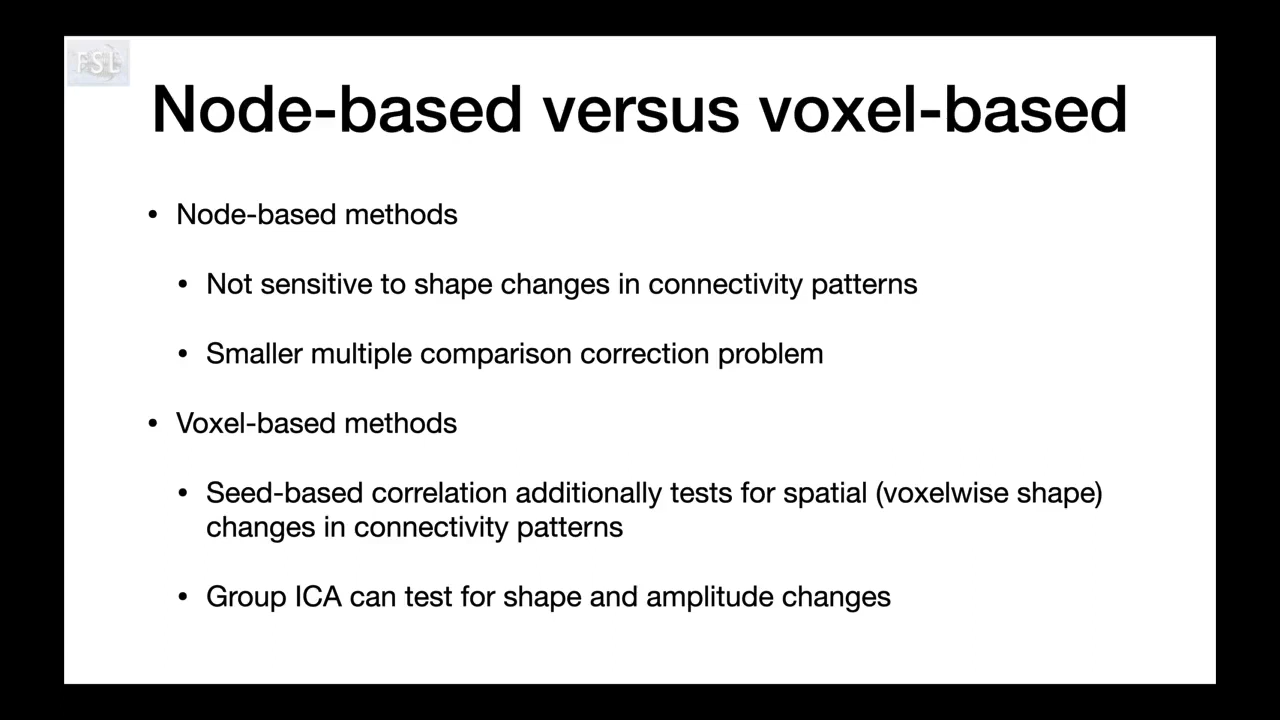 FSL
Node-based versus voxel-based
• Node-based methods
• Not sensitive to shape changes in connectivity patterns
• Smaller multiple comparison correction problem
• Voxel-based methods
• Seed-based correlation additionally tests for spatial (voxelwise shape)
changes in connectivity patterns
• Group ICA can test for shape and amplitude changes